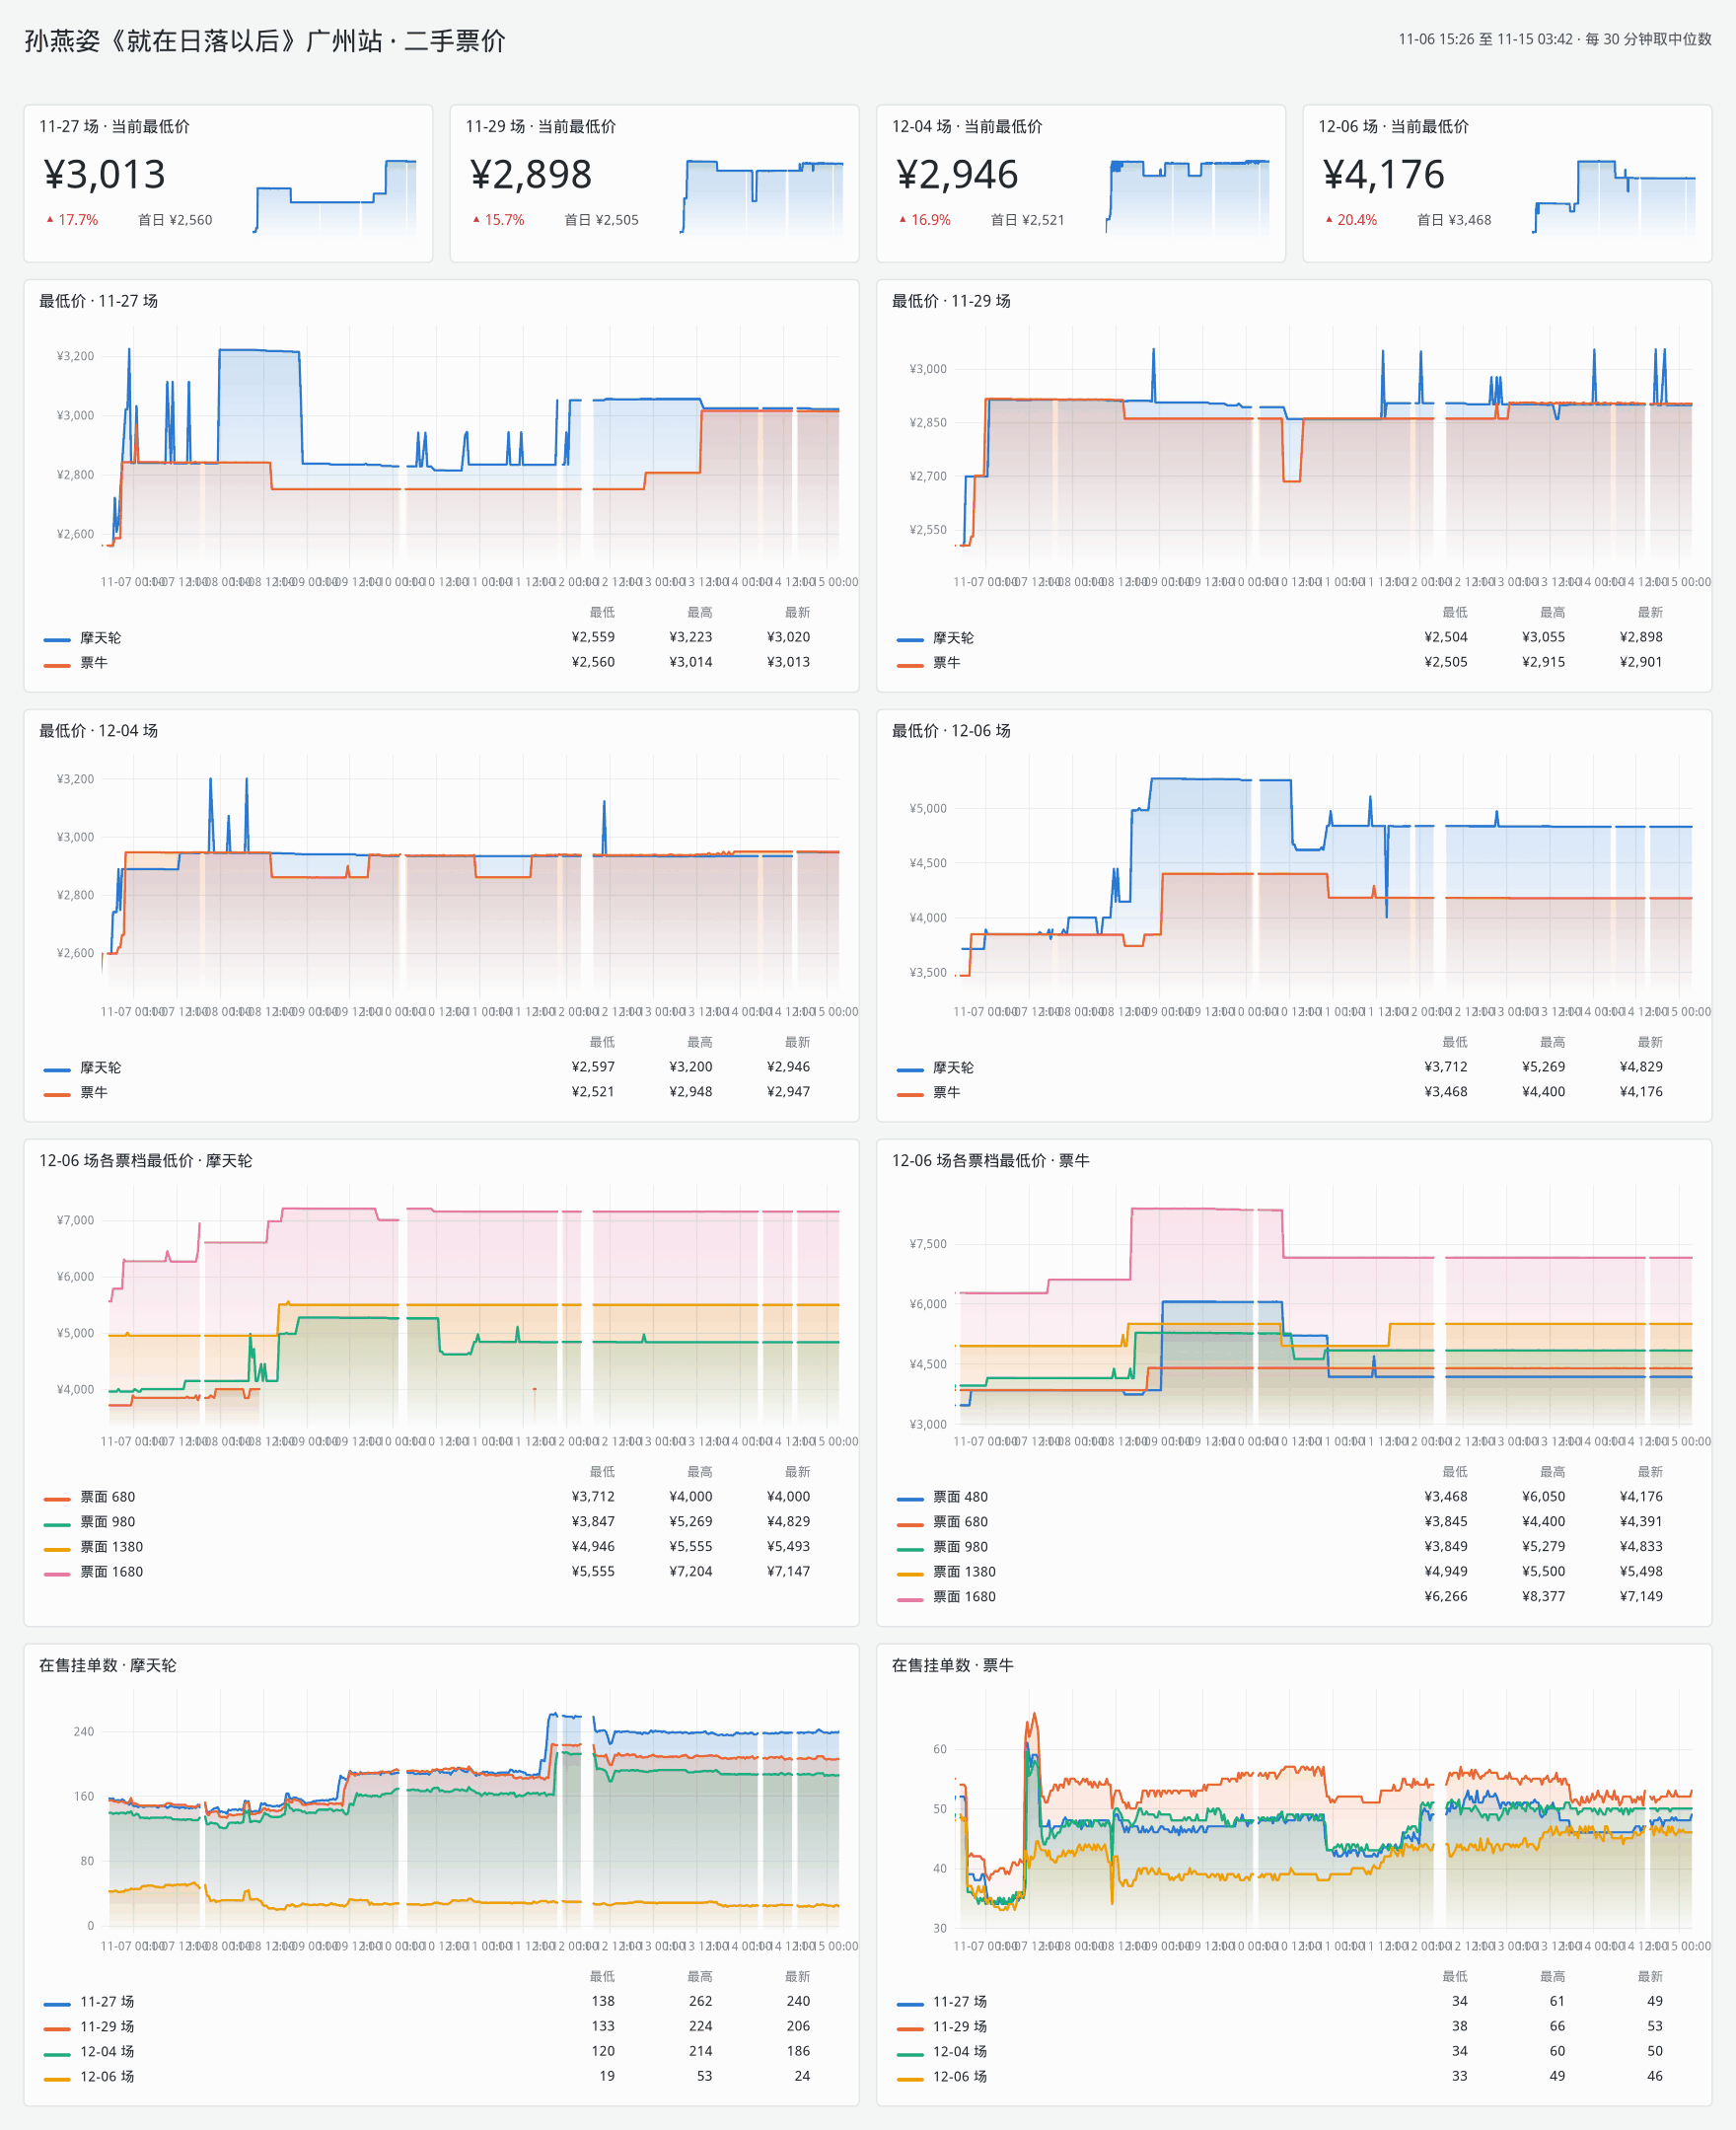 孙燕姿《就在日落以后》广州站 · 二手票价
11-06 15:26 至 11-15 03:42 · 每 30 分钟取中位数
11-27 场 · 当前最低价
¥3,013
17.7% 首日 ¥2,560
11-29 场 · 当前最低价
¥2,898
15.7% 首日 ¥2,505
12-04 场 · 当前最低价
¥2,946
16.9% 首日 ¥2,521
12-06 场 · 当前最低价
¥4,176
20.4% 首日 ¥3,468
最低价 · 11-27 场
¥3,200
¥3,000
¥2,800
¥2,600
最低 最高 最新
摩天轮 ¥2,559 ¥3,223 ¥3,020
票牛 ¥2,560 ¥3,014 ¥3,013
最低价 · 11-29 场
¥3,000
¥2,850
¥2,700
¥2,550
最低 最高 最新
摩天轮 ¥2,504 ¥3,055 ¥2,898
票牛 ¥2,505 ¥2,915 ¥2,901
最低价 · 12-04 场
¥3,200
¥3,000
¥2,800
¥2,600
最低 最高 最新
摩天轮 ¥2,597 ¥3,200 ¥2,946
票牛 ¥2,521 ¥2,948 ¥2,947
最低价 · 12-06 场
¥5,000
¥4,500
¥4,000
¥3,500
最低 最高 最新
摩天轮 ¥3,712 ¥5,269 ¥4,829
票牛 ¥3,468 ¥4,400 ¥4,176
12-06 场各票档最低价 · 摩天轮
¥7,000
¥6,000
¥5,000
¥4,000
最低 最高 最新
票面 680 ¥3,712 ¥4,000 ¥4,000
票面 980 ¥3,847 ¥5,269 ¥4,829
票面 1380 ¥4,946 ¥5,555 ¥5,493
票面 1680 ¥5,555 ¥7,204 ¥7,147
12-06 场各票档最低价 · 票牛
¥7,500
¥6,000
¥4,500
¥3,000
最低 最高 最新
票面 480 ¥3,468 ¥6,050 ¥4,176
票面 680 ¥3,845 ¥4,400 ¥4,391
票面 980 ¥3,849 ¥5,279 ¥4,833
票面 1380 ¥4,949 ¥5,500 ¥5,498
票面 1680 ¥6,266 ¥8,377 ¥7,149
在售挂单数 · 摩天轮
240
160
80
0
最低 最高 最新
11-27 场 138 262 240
11-29 场 133 224 206
12-04 场 120 214 186
12-06 场 19 53 24
在售挂单数 · 票牛
60
50
40
30
最低 最高 最新
11-27 场 34 61 49
11-29 场 38 66 53
12-04 场 34 60 50
12-06 场 33 49 46